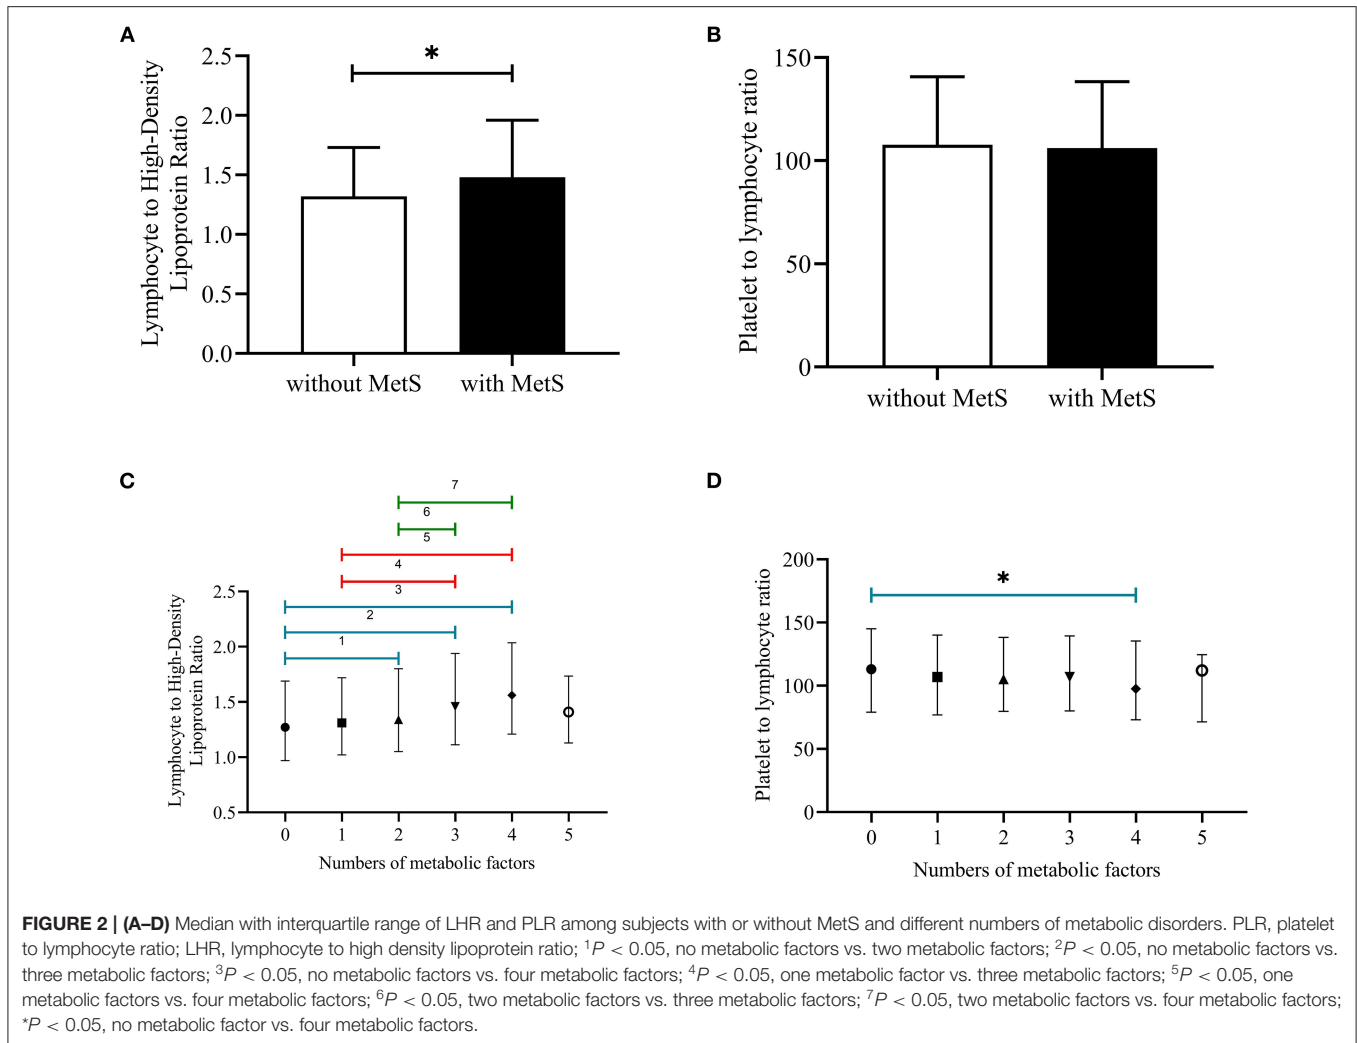 A
2.5
2.0
1.5
1.0
0.5
0.0
Lymphocyte to High-Density
Lipoprotein Ratio
*
without MetS
with MetS
B
150
100
50
0
Platelet to lymphocyte ratio
without MetS
with MetS
C
7
6
5
4
3
2
1
2.5
2.0
1.5
1.0
0.5
Lymphocyte to High-Density
Lipoprotein Ratio
0 1 2 3 4 5
Numbers of metabolic factors
D
200
150
100
50
0
Platelet to lymphocyte ratio
*
0 1 2 3 4 5
Numbers of metabolic factors
FIGURE 2 | (A–D) Median with interquartile range of LHR and PLR among subjects with or without MetS and different numbers of metabolic disorders. PLR, platelet
to lymphocyte ratio; LHR, lymphocyte to high density lipoprotein ratio; ¹P < 0.05, no metabolic factors vs. two metabolic factors; ²P < 0.05, no metabolic factors vs.
three metabolic factors; ³P < 0.05, no metabolic factors vs. four metabolic factors; ⁴P < 0.05, one metabolic factor vs. three metabolic factors; ⁵P < 0.05, one
metabolic factors vs. four metabolic factors; ⁶P < 0.05, two metabolic factors vs. three metabolic factors; ⁷P < 0.05, two metabolic factors vs. four metabolic factors;
*P < 0.05, no metabolic factor vs. four metabolic factors.